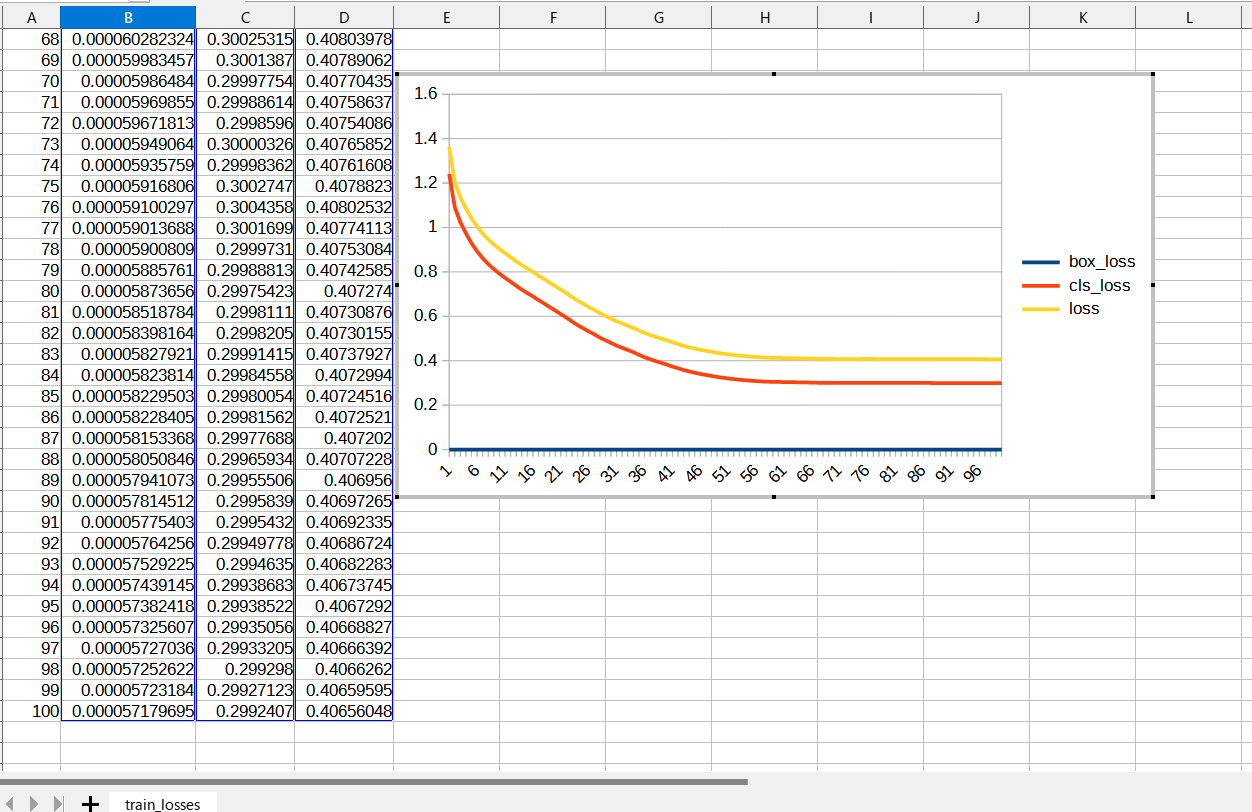 A B C D E F G H I J K L
68 0.000060282324 0.30025315 0.40803978
69 0.000059983457 0.3001387 0.40789062
70 0.00005986484 0.29997754 0.40770435
71 0.00005969855 0.29988614 0.40758637
72 0.000059671813 0.2998596 0.40754086
73 0.00005949064 0.30000326 0.40765852
74 0.00005935759 0.29998362 0.40761608
75 0.00005916806 0.3002747 0.4078823
76 0.000059100297 0.3004358 0.40802532
77 0.000059013688 0.3001699 0.40774113
78 0.00005900809 0.2999731 0.40753084
79 0.00005885761 0.29988813 0.40742585
80 0.00005873656 0.29975423 0.407274
81 0.000058518784 0.2998111 0.40730876
82 0.000058398164 0.2998205 0.40730155
83 0.00005827921 0.29991415 0.40737927
84 0.00005823814 0.29984558 0.4072994
85 0.000058229503 0.29980054 0.40724516
86 0.000058228405 0.29981562 0.4072521
87 0.000058153368 0.29977688 0.407202
88 0.000058050846 0.29965934 0.40707228
89 0.000057941073 0.29955506 0.406956
90 0.000057814512 0.2995839 0.40697265
91 0.00005775403 0.2995432 0.40692335
92 0.00005764256 0.29949778 0.40686724
93 0.000057529225 0.2994635 0.40682283
94 0.000057439145 0.29938683 0.40673745
95 0.000057382418 0.29938522 0.4067292
96 0.000057325607 0.29935056 0.40668827
97 0.00005727036 0.29933205 0.40666392
98 0.000057252622 0.299298 0.4066262
99 0.00005723184 0.29927123 0.40659595
100 0.000057179695 0.2992407 0.40656048
1.6
1.4
1.2
1
0.8
0.6
0.4
0.2
0
1 6 11 16 21 26 31 36 41 46 51 56 61 66 71 76 81 86 91 96
box_loss
cls_loss
loss
train_losses